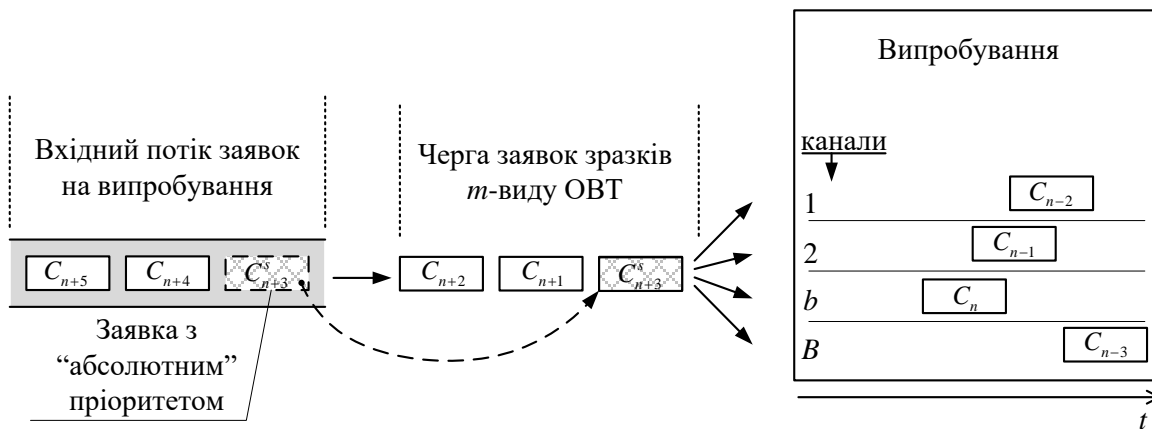 Вхідний потік заявок
на випробування
C_{n+5}
C_{n+4}
C^s_{n+3}
Заявка з
“абсолютним”
пріоритетом
Черга заявок зразків
m-виду ОВТ
C_{n+2}
C_{n+1}
C^s_{n+3}
Випробування
канали
1
C_{n−2}
2
C_{n−1}
b
C_n
B
C_{n−3}
t